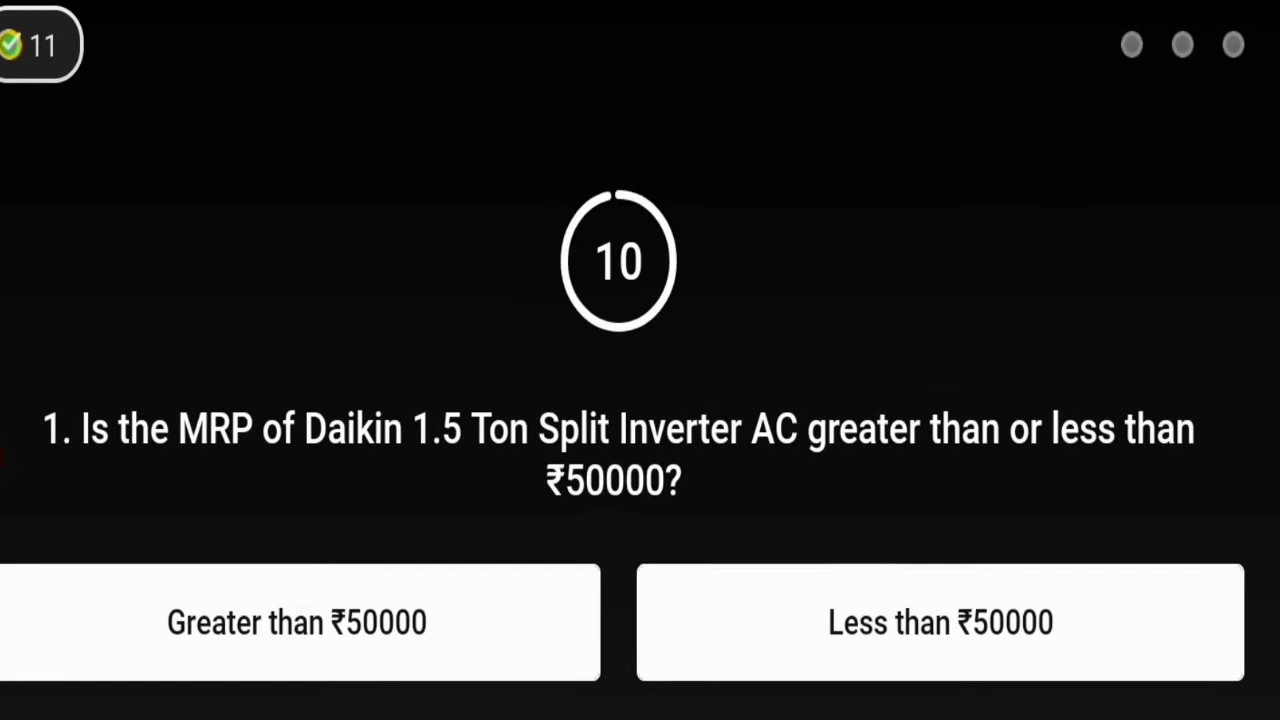 11
10
1. Is the MRP of Daikin 1.5 Ton Split Inverter AC greater than or less than
₹50000?
Greater than ₹50000
Less than ₹50000